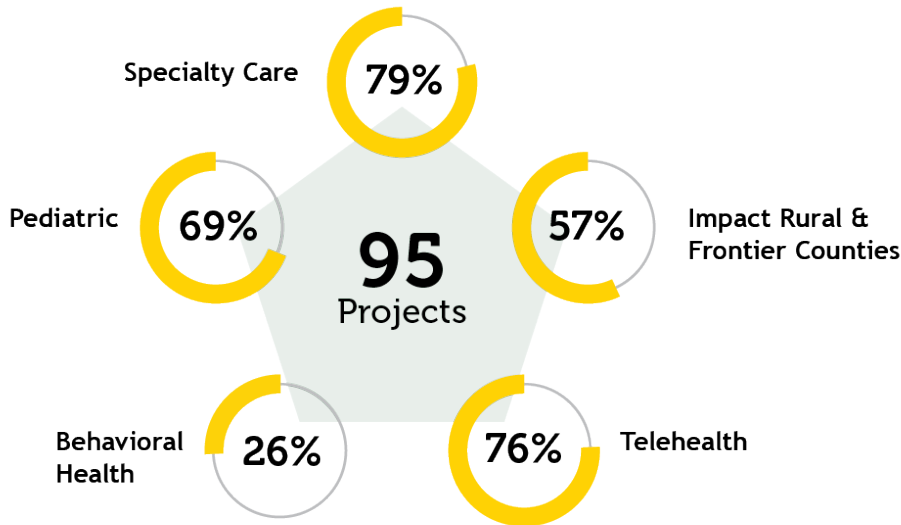 Specialty Care
79%
Pediatric
69%
57%
Impact Rural &
Frontier Counties
95
Projects
Behavioral
Health
26%
76%
Telehealth